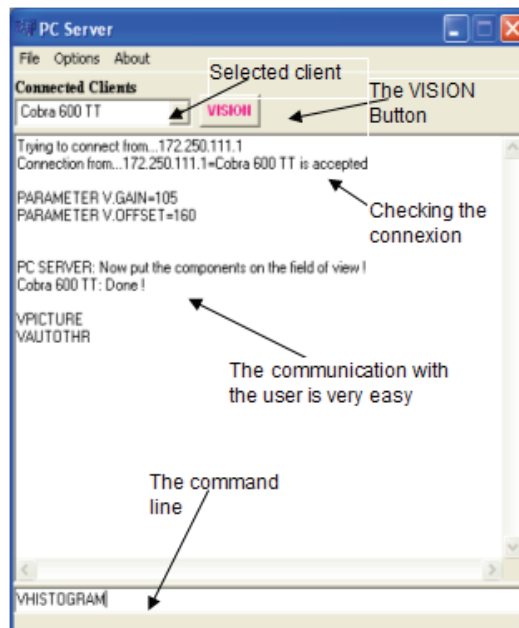 PC Server
File Options About
Selected client
Connected Clients
The VISION
Button
Cobra 600 TT
VISION
Trying to connect from...172.250.111.1
Connection from...172.250.111.1=Cobra 600 TT is accepted
PARAMETER V.GAIN=105
PARAMETER V.OFFSET=160
Checking the
connexion
PC SERVER: Now put the components on the field of view !
Cobra 600 TT: Done !
VPICTURE
VAUTOTHR
The communication with
the user is very easy
The command
line
VHISTOGRAM